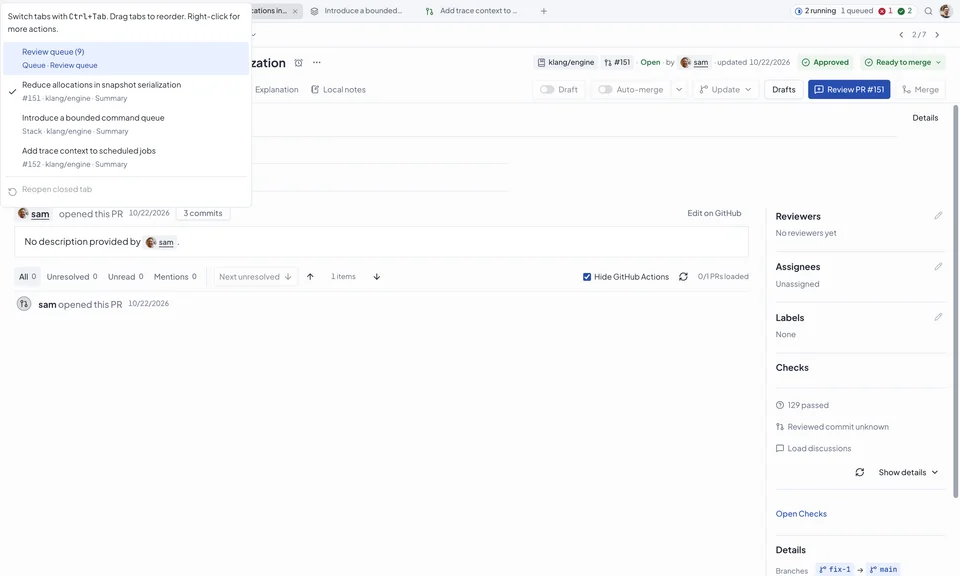 Switch tabs with Ctrl+Tab. Drag tabs to reorder. Right-click for more actions.
Review queue (9)
Queue · Review queue
Reduce allocations in snapshot serialization
#151 · klang/engine · Summary
Introduce a bounded command queue
Stack · klang/engine · Summary
Add trace context to scheduled jobs
#152 · klang/engine · Summary
Reopen closed tab
ications in...
Introduce a bounded...
Add trace context to ...
2 running 1 queued 1 2
2/7
zation
klang/engine #151 · Open by sam · updated 10/22/2026 Approved Ready to merge
Explanation Local notes
Draft Auto-merge Update Drafts Review PR #151 Merge
Details
sam opened this PR 10/22/2026 3 commits
Edit on GitHub
No description provided by sam .
All 0 Unresolved 0 Unread 0 Mentions 0 Next unresolved 1 items
Hide GitHub Actions 0/1 PRs loaded
sam opened this PR 10/22/2026
Reviewers
No reviewers yet
Assignees
Unassigned
Labels
None
Checks
129 passed
Reviewed commit unknown
Load discussions
Show details
Open Checks
Details
Branches fix-1 → main